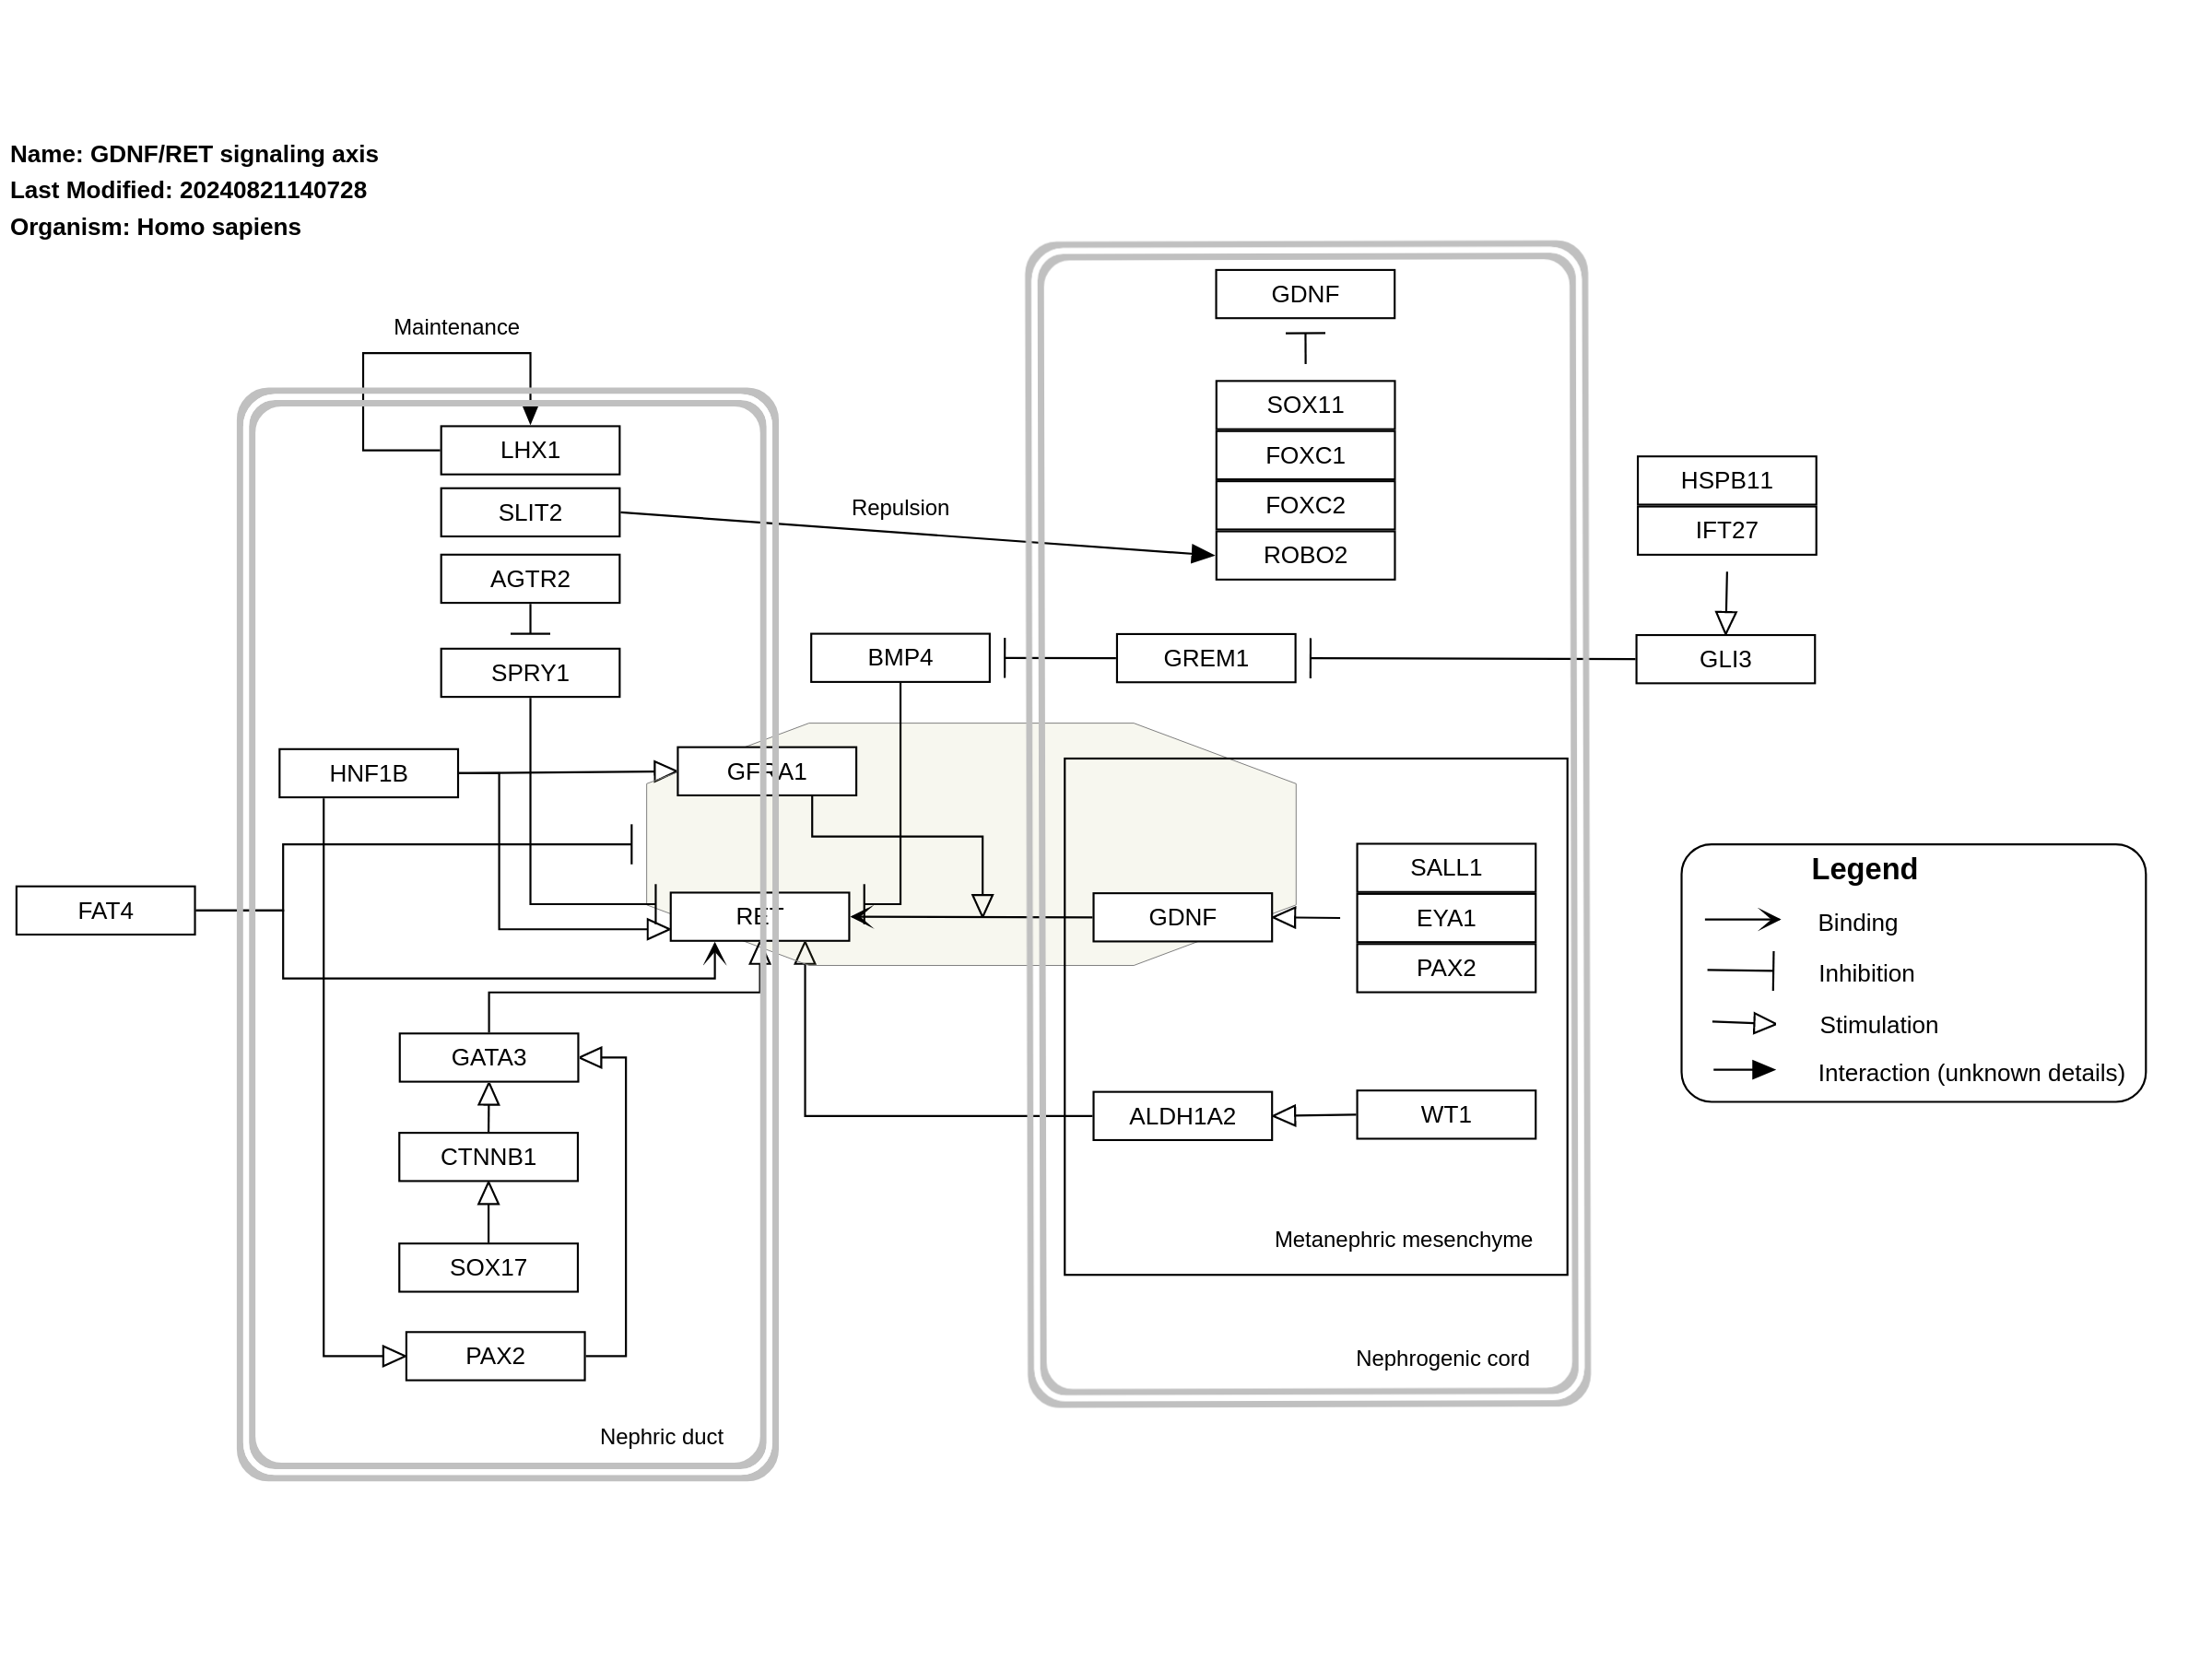 Name: GDNF/RET signaling axis
Last Modified: 20240821140728
Organism: Homo sapiens
Maintenance
LHX1
SLIT2
AGTR2
SPRY1
HNF1B
FAT4
GFRA1
RET
GATA3
CTNNB1
SOX17
PAX2
Nephric duct
Repulsion
BMP4
GDNF
SOX11
FOXC1
FOXC2
ROBO2
GREM1
HSPB11
IFT27
GLI3
GDNF
SALL1
EYA1
PAX2
ALDH1A2
WT1
Metanephric mesenchyme
Nephrogenic cord
Legend
Binding
Inhibition
Stimulation
Interaction (unknown details)